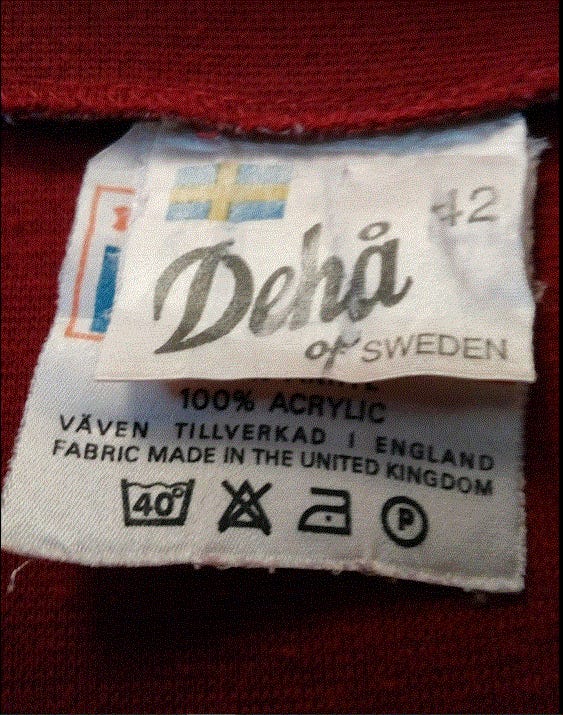 42
Dehå
of SWEDEN
100% ACRYLIC
VÄVEN TILLVERKAD I ENGLAND
FABRIC MADE IN THE UNITED KINGDOM
40°
P